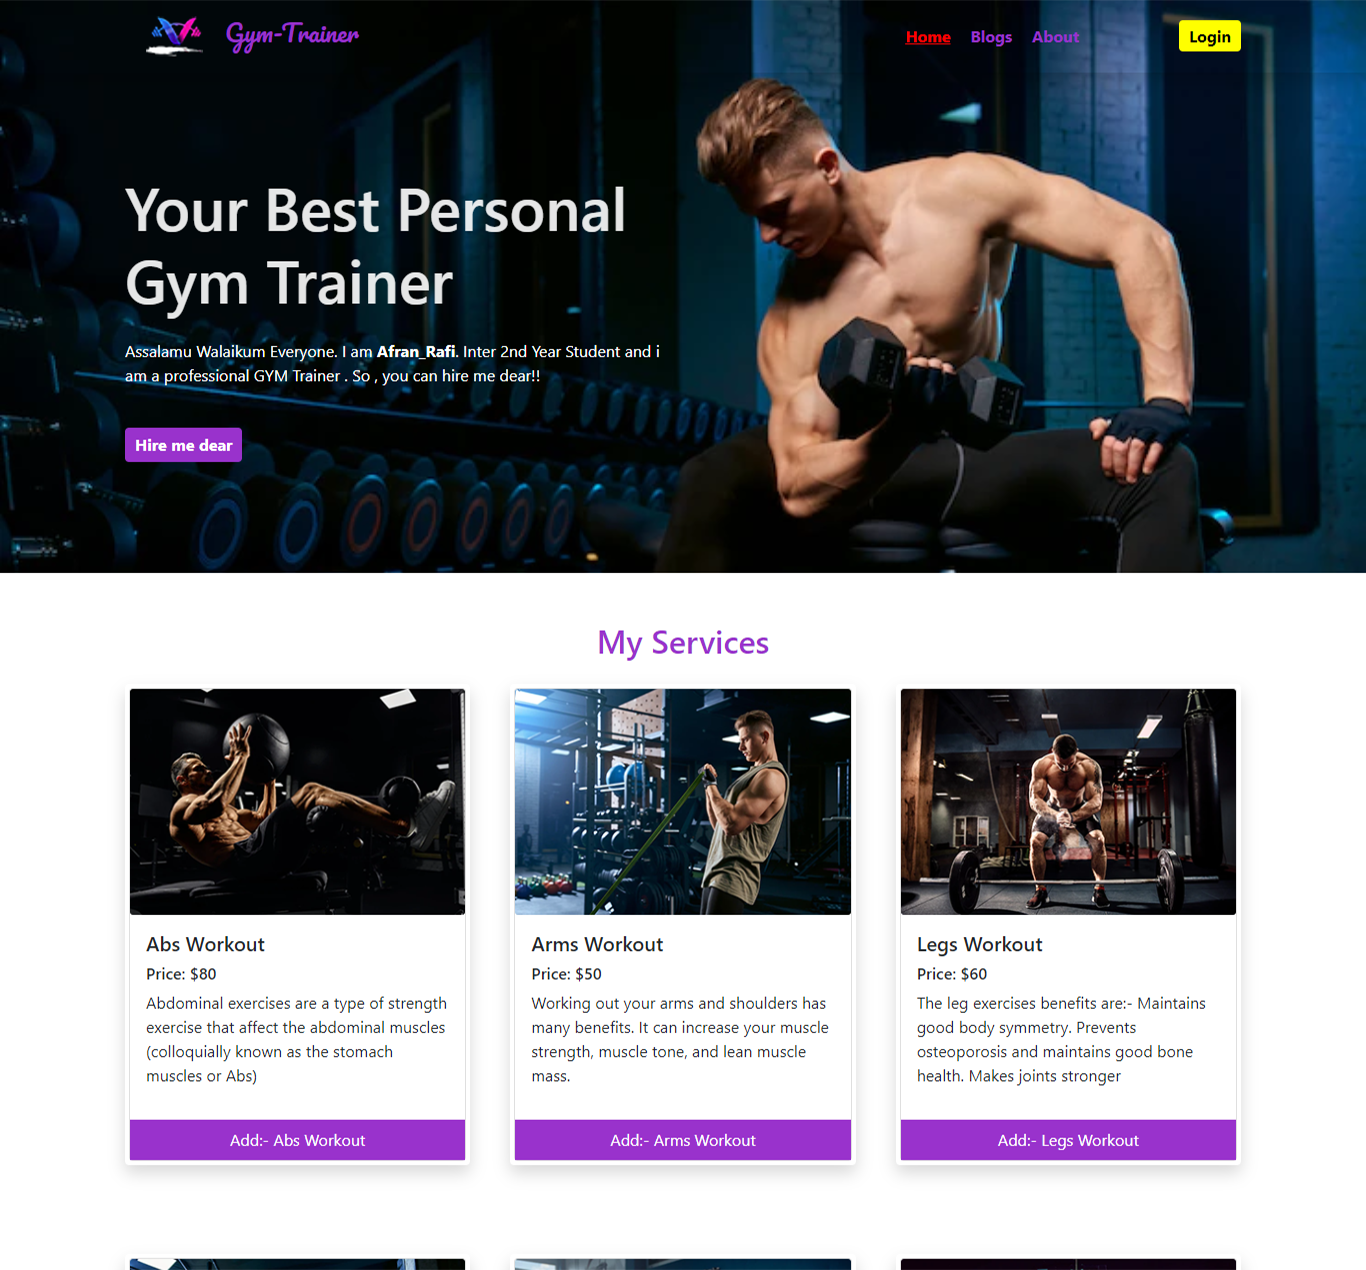 Gym-Trainer
Home Blogs About Login
Your Best Personal
Gym Trainer
Assalamu Walaikum Everyone. I am Afran_Rafi. Inter 2nd Year Student and i
am a professional GYM Trainer . So , you can hire me dear!!
Hire me dear
My Services
Abs Workout
Price: $80
Abdominal exercises are a type of strength
exercise that affect the abdominal muscles
(colloquially known as the stomach
muscles or Abs)
Add:- Abs Workout
Arms Workout
Price: $50
Working out your arms and shoulders has
many benefits. It can increase your muscle
strength, muscle tone, and lean muscle
mass.
Add:- Arms Workout
Legs Workout
Price: $60
The leg exercises benefits are:- Maintains
good body symmetry. Prevents
osteoporosis and maintains good bone
health. Makes joints stronger
Add:- Legs Workout